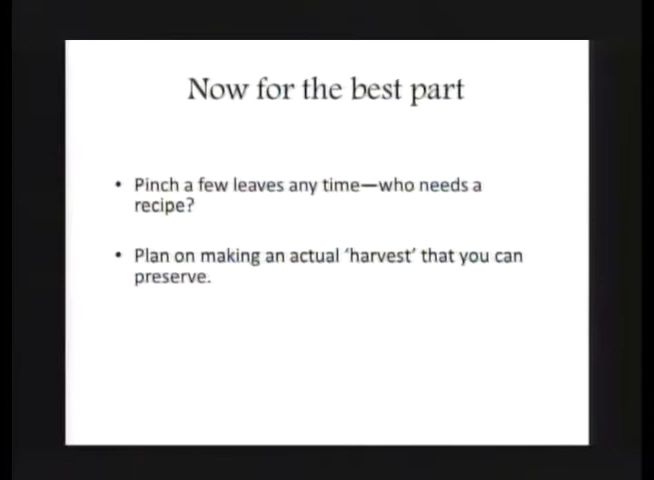 Now for the best part
• Pinch a few leaves any time—who needs a
recipe?
• Plan on making an actual ‘harvest’ that you can
preserve.